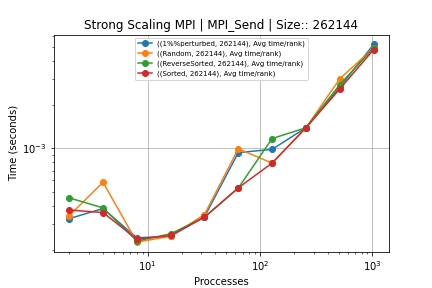 Strong Scaling MPI | MPI_Send | Size:: 262144
((1%%perturbed, 262144), Avg time/rank)
((Random, 262144), Avg time/rank)
((ReverseSorted, 262144), Avg time/rank)
((Sorted, 262144), Avg time/rank)
Time (seconds)
10⁻³
10¹ 10² 10³
Proccesses